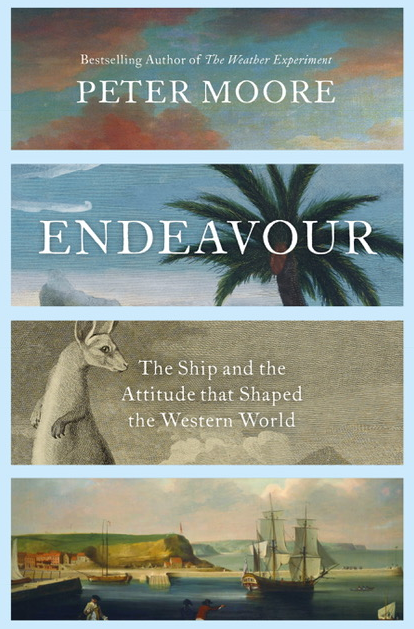 Bestselling Author of The Weather Experiment
PETER MOORE
ENDEAVOUR
The Ship and the
Attitude that Shaped
the Western World